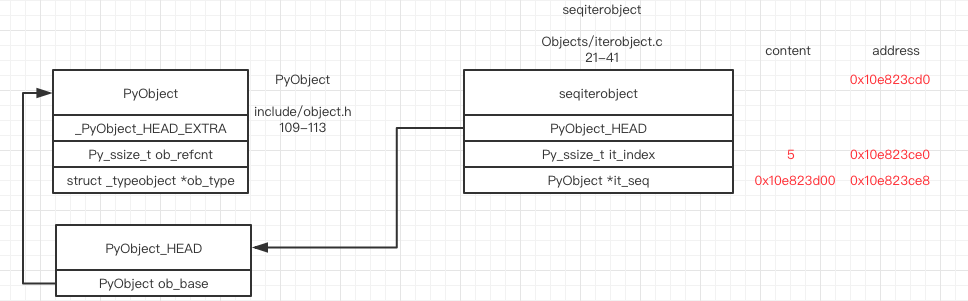 seqiterobject
Objects/iterobject.c
21-41
content
address
PyObject
_PyObject_HEAD_EXTRA
Py_ssize_t ob_refcnt
struct _typeobject *ob_type
PyObject
include/object.h
109-113
seqiterobject
0x10e823cd0
PyObject_HEAD
Py_ssize_t it_index
5
0x10e823ce0
PyObject *it_seq
0x10e823d00
0x10e823ce8
PyObject_HEAD
PyObject ob_base